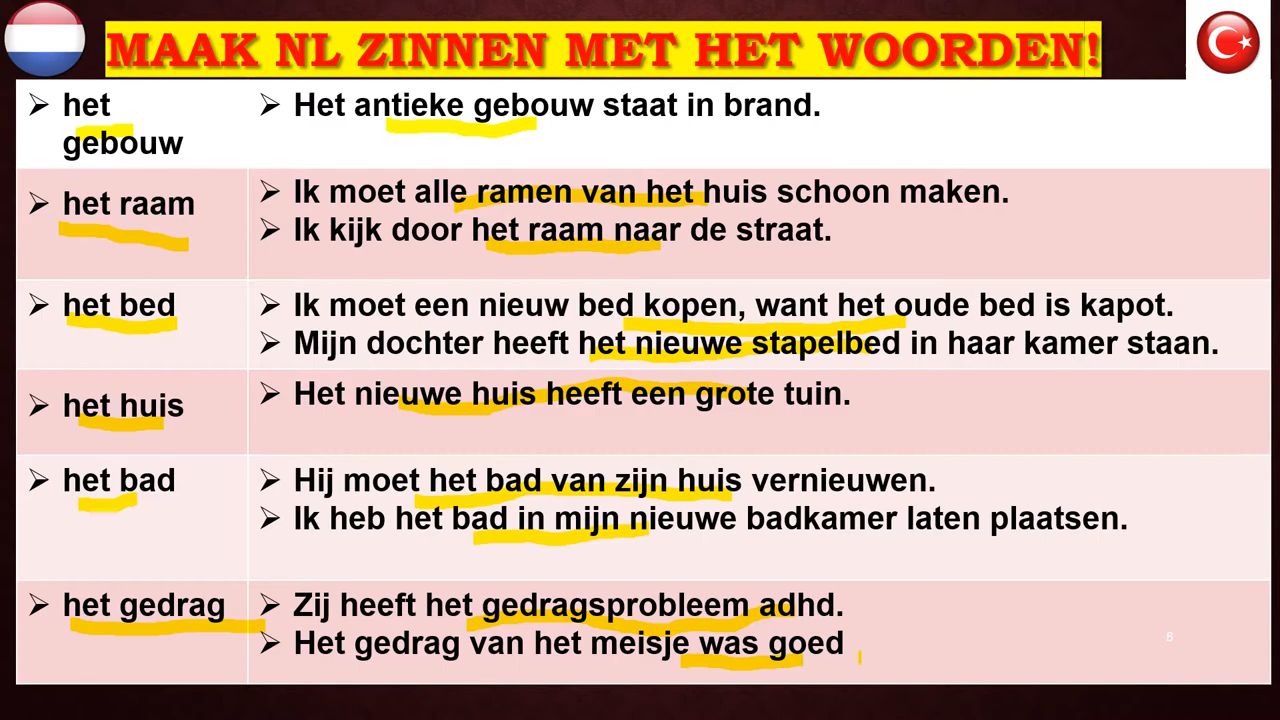 MAAK NL ZINNEN MET HET WOORDEN!
➢ het
gebouw
➢ Het antieke gebouw staat in brand.
➢ het raam
➢ Ik moet alle ramen van het huis schoon maken.
➢ Ik kijk door het raam naar de straat.
➢ het bed
➢ Ik moet een nieuw bed kopen, want het oude bed is kapot.
➢ Mijn dochter heeft het nieuwe stapelbed in haar kamer staan.
➢ het huis
➢ Het nieuwe huis heeft een grote tuin.
➢ het bad
➢ Hij moet het bad van zijn huis vernieuwen.
➢ Ik heb het bad in mijn nieuwe badkamer laten plaatsen.
➢ het gedrag
➢ Zij heeft het gedragsprobleem adhd.
➢ Het gedrag van het meisje was goed